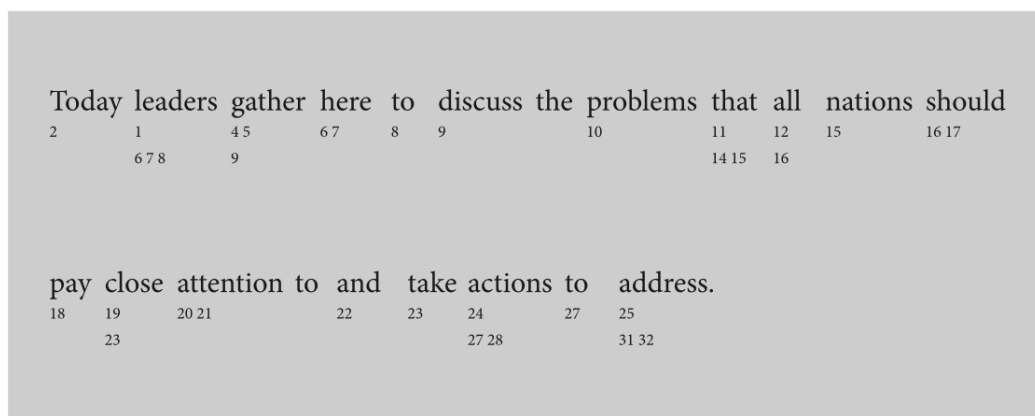 Today leaders gather here to discuss the problems that all nations should
2 1 4 5 6 7 8 9 10 11 12 15 16 17
6 7 8 9 14 15 16
pay close attention to and take actions to address.
18 19 20 21 22 23 24 27 25
23 27 28 31 32